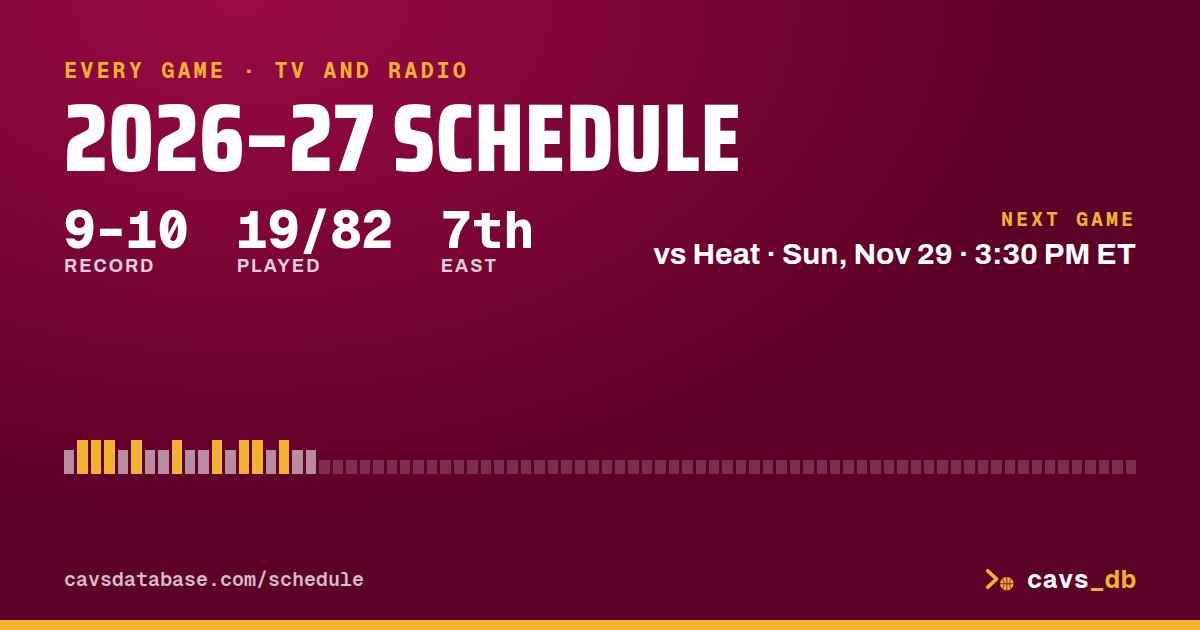 EVERY GAME · TV AND RADIO
2026–27 SCHEDULE
9–10 19/82 7th
RECORD PLAYED EAST
NEXT GAME
vs Heat · Sun, Nov 29 · 3:30 PM ET
cavsdatabase.com/schedule
cavs_db